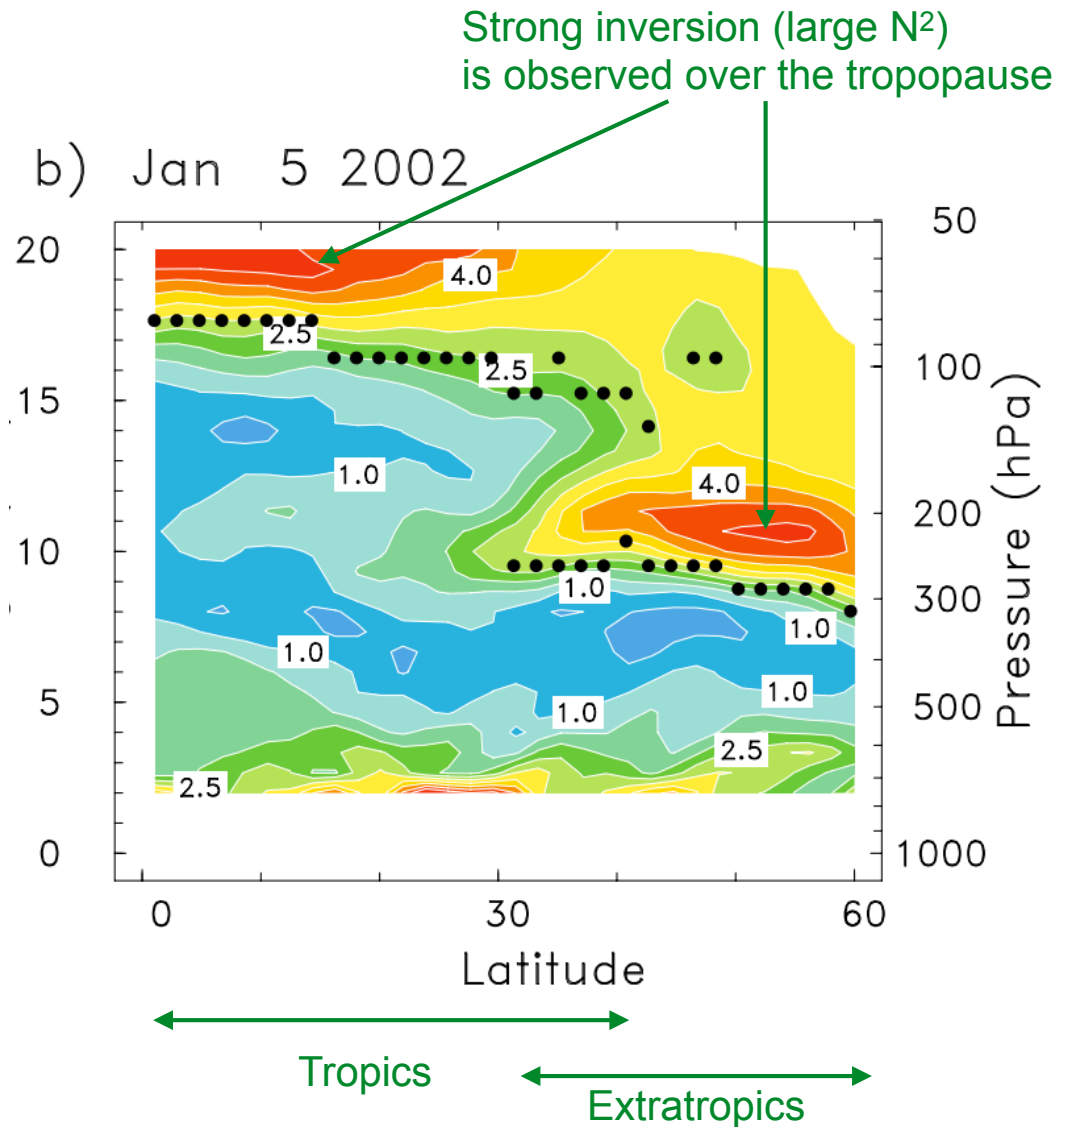 Strong inversion (large N²)
is observed over the tropopause
b) Jan 5 2002
50
20
4.0
2.5
2.5
100
15
1.0
4.0
200
10
1.0
300
1.0
1.0
5
1.0
1.0
500
2.5
2.5
0
1000
Pressure (hPa)
0 30 60
Latitude
Tropics
Extratropics